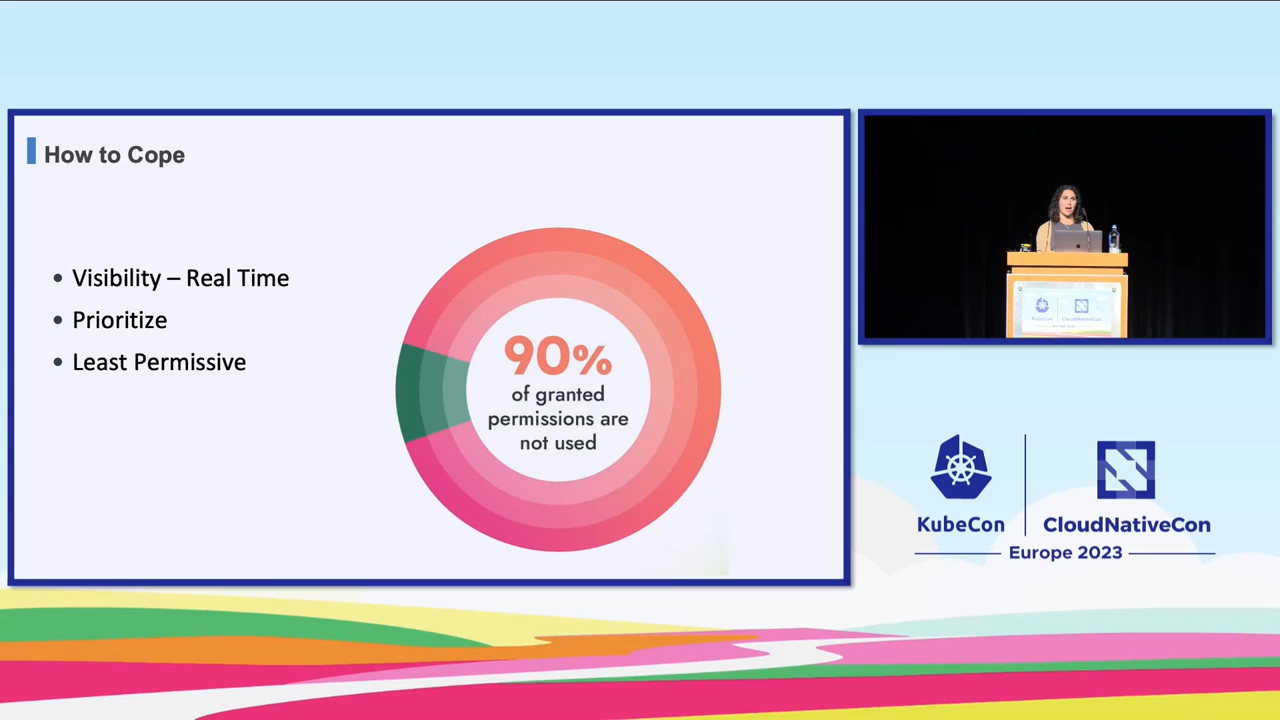 How to Cope
• Visibility – Real Time
• Prioritize
• Least Permissive
90%
of granted
permissions are
not used
KubeCon
CloudNativeCon
Europe 2023